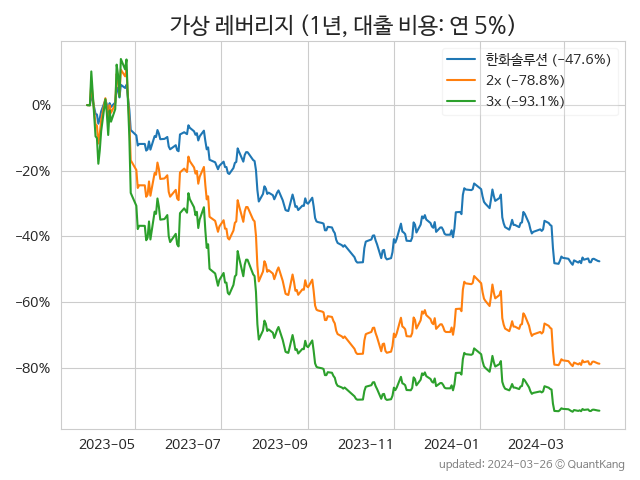 가상 레버리지 (1년, 대출 비용: 연 5%)
한화솔루션 (−47.6%)
2x (−78.8%)
3x (−93.1%)
0%
−20%
−40%
−60%
−80%
2023-05 2023-07 2023-09 2023-11 2024-01 2024-03
updated: 2024-03-26 © QuantKang